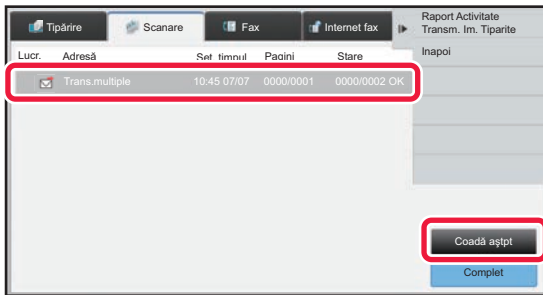 Tipărire Scanare Fax Internet fax
Raport Activitate
Transm. Im. Tiparite
Inapoi
Lucr. Adresă Set. timpul Pagini Stare
Trans.multiple 10:45 07/07 0000/0001 0000/0002 OK
Coadă aștpt
Complet